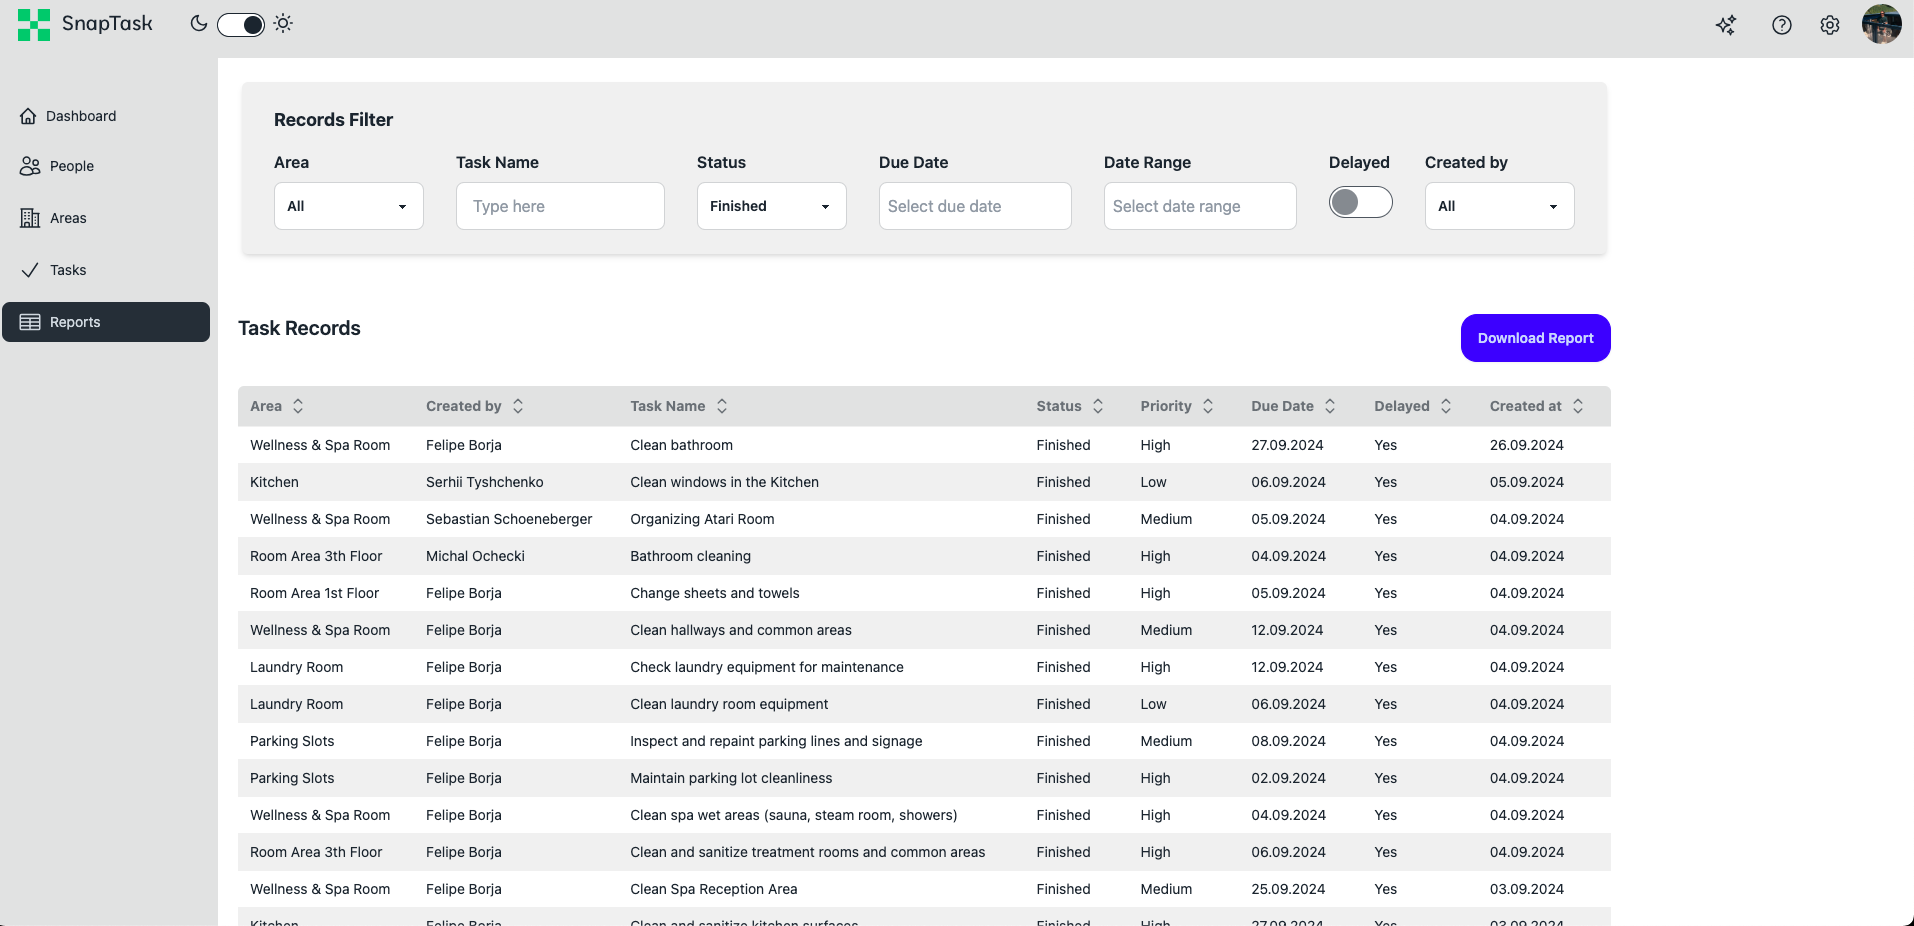 SnapTask
Dashboard
People
Areas
Tasks
Reports
Records Filter
Area Task Name Status Due Date Date Range Delayed Created by
All Type here Finished Select due date Select date range All
Task Records
Download Report
Area Created by Task Name Status Priority Due Date Delayed Created at
Wellness & Spa Room Felipe Borja Clean bathroom Finished High 27.09.2024 Yes 26.09.2024
Kitchen Serhii Tyshchenko Clean windows in the Kitchen Finished Low 06.09.2024 Yes 05.09.2024
Wellness & Spa Room Sebastian Schoeneberger Organizing Atari Room Finished Medium 05.09.2024 Yes 04.09.2024
Room Area 3th Floor Michal Ochecki Bathroom cleaning Finished High 04.09.2024 Yes 04.09.2024
Room Area 1st Floor Felipe Borja Change sheets and towels Finished High 05.09.2024 Yes 04.09.2024
Wellness & Spa Room Felipe Borja Clean hallways and common areas Finished Medium 12.09.2024 Yes 04.09.2024
Laundry Room Felipe Borja Check laundry equipment for maintenance Finished High 12.09.2024 Yes 04.09.2024
Laundry Room Felipe Borja Clean laundry room equipment Finished Low 06.09.2024 Yes 04.09.2024
Parking Slots Felipe Borja Inspect and repaint parking lines and signage Finished Medium 08.09.2024 Yes 04.09.2024
Parking Slots Felipe Borja Maintain parking lot cleanliness Finished High 02.09.2024 Yes 04.09.2024
Wellness & Spa Room Felipe Borja Clean spa wet areas (sauna, steam room, showers) Finished High 04.09.2024 Yes 04.09.2024
Room Area 3th Floor Felipe Borja Clean and sanitize treatment rooms and common areas Finished High 06.09.2024 Yes 04.09.2024
Wellness & Spa Room Felipe Borja Clean Spa Reception Area Finished Medium 25.09.2024 Yes 03.09.2024
Kitchen Felipe Borja Clean and sanitize kitchen surfaces Finished High 27.09.2024 Yes 03.09.2024